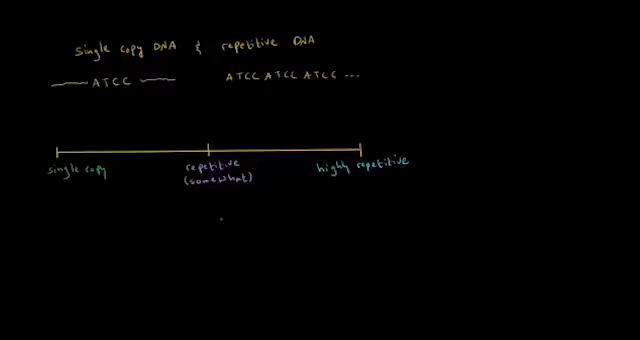 single copy DNA & repetitive DNA
ATCC
ATCC ATCC ATCC ...
single copy
repetitive
(somewhat)
highly repetitive